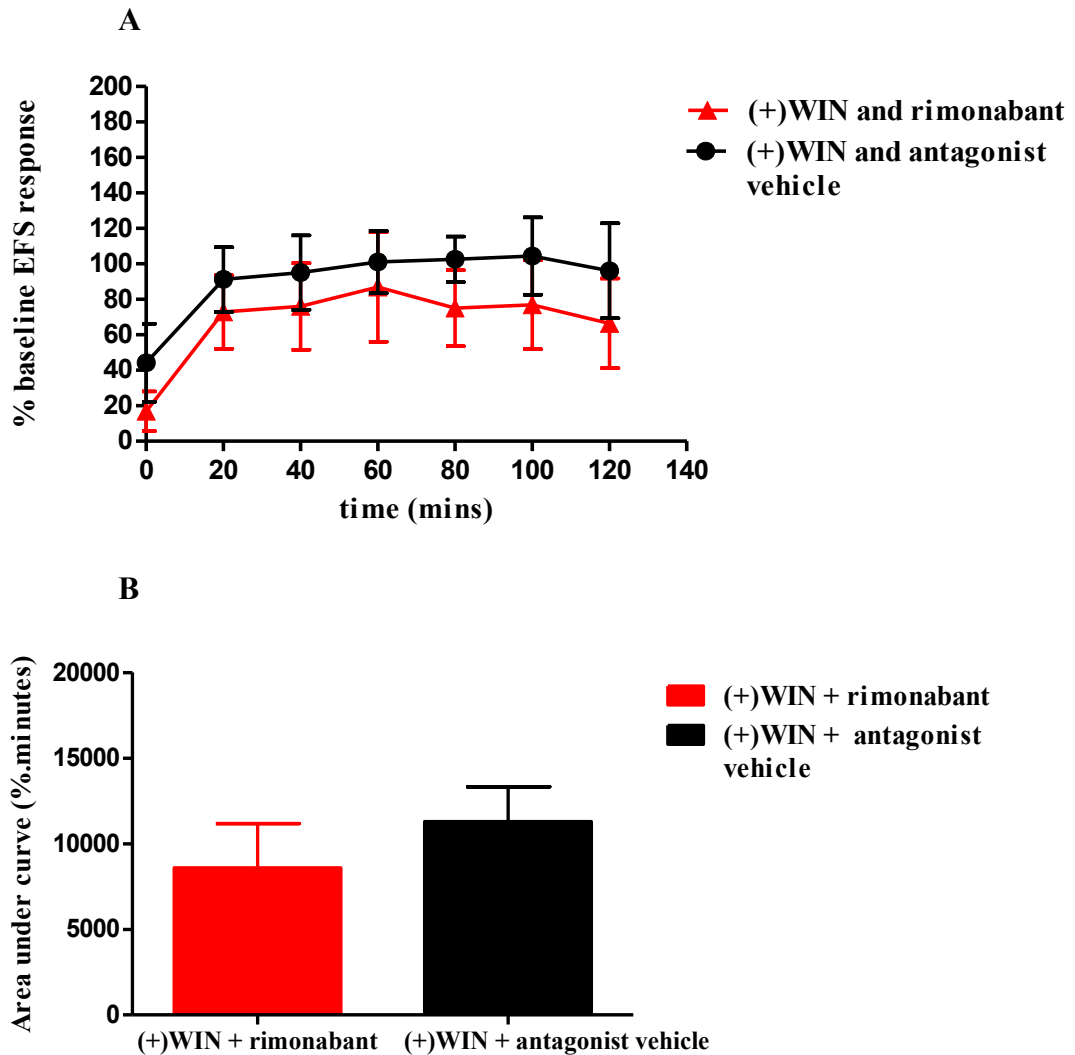 A
200
180
160
140
120
100
80
60
40
20
0
% baseline EFS response
0 20 40 60 80 100 120 140
time (mins)
(+)WIN and rimonabant
(+)WIN and antagonist
vehicle
B
20000
15000
10000
5000
0
Area under curve (%.minutes)
(+)WIN + rimonabant (+)WIN + antagonist vehicle
(+)WIN + rimonabant
(+)WIN + antagonist
vehicle